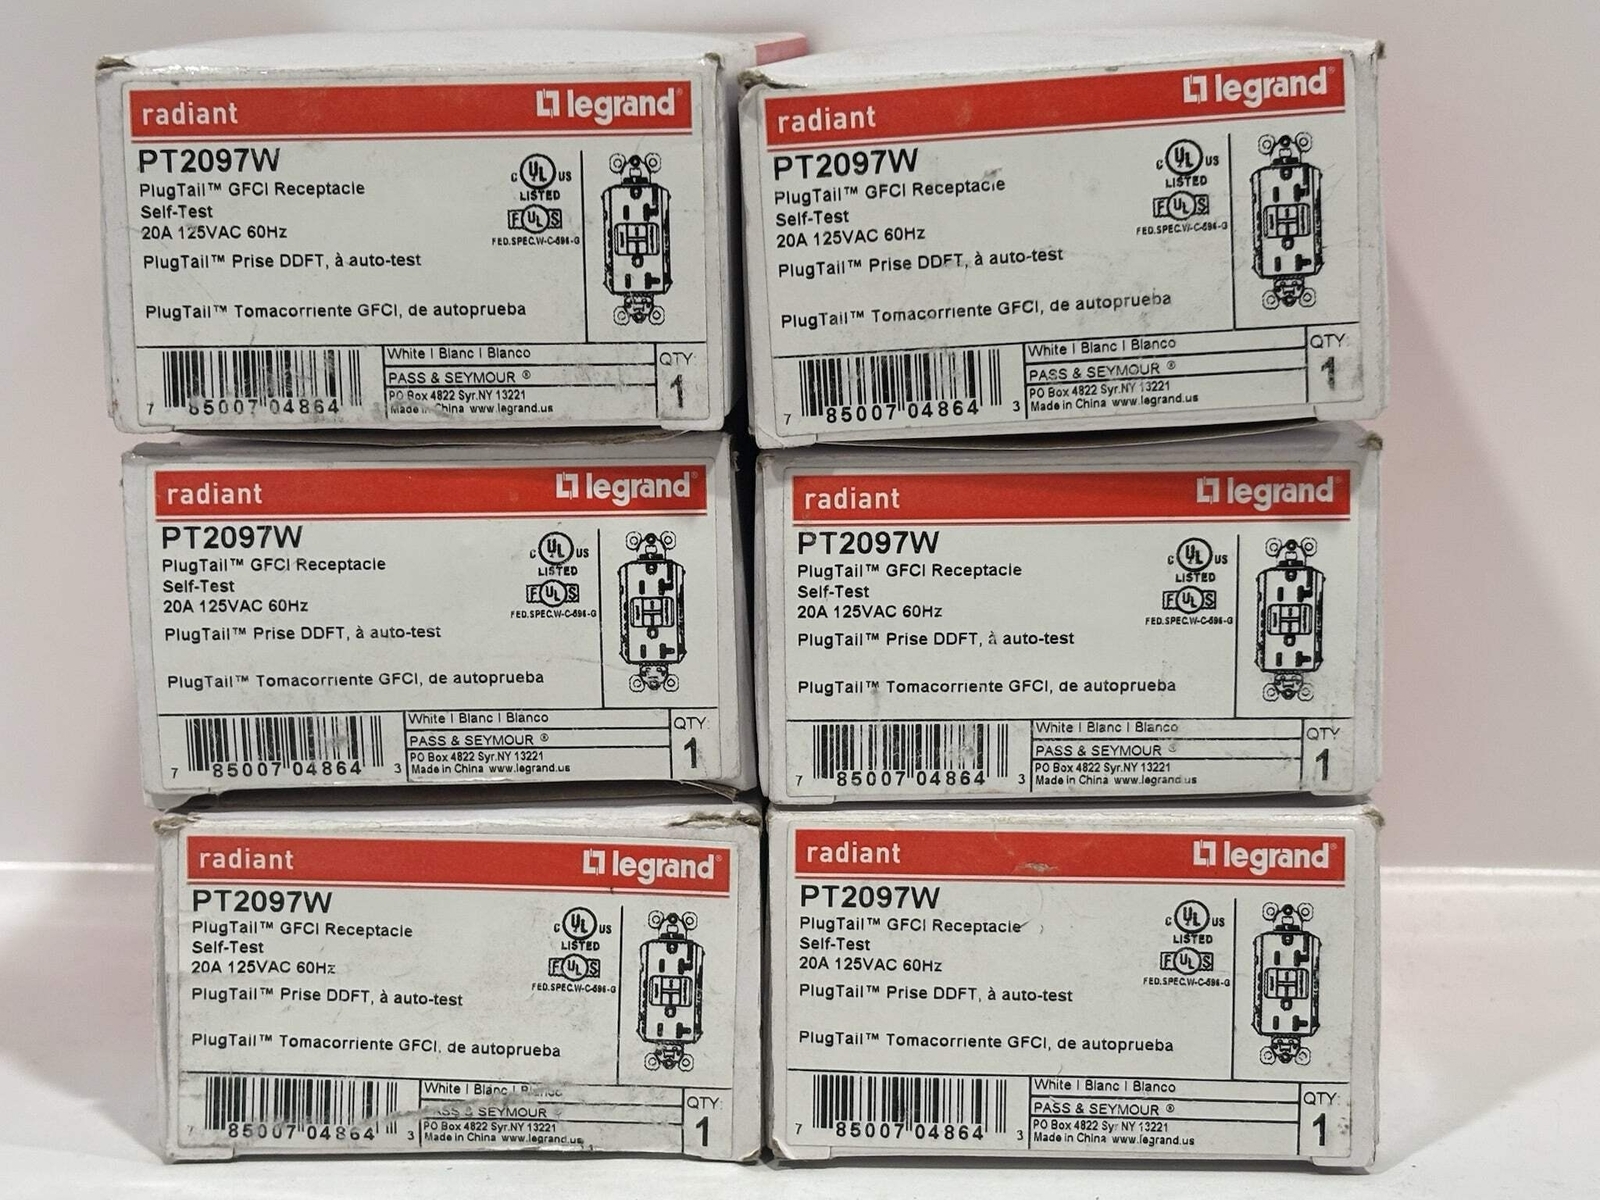 radiant legrand®
PT2097W
PlugTail™ GFCI Receptacle
Self-Test
20A 125VAC 60Hz
PlugTail™ Prise DDFT, à auto-test
PlugTail™ Tomacorriente GFCI, de autoprueba
C UL US
LISTED
F UL S
FED.SPEC.W-C-596-G
White | Blanc | Blanco
PASS & SEYMOUR ®
PO Box 4822 Syr.NY 13221
Made in China www.legrand.us
QTY:
1
7 85007 04864
radiant legrand®
PT2097W
PlugTail™ GFCI Receptacle
Self-Test
20A 125VAC 60Hz
PlugTail™ Prise DDFT, à auto-test
PlugTail™ Tomacorriente GFCI, de autoprueba
C UL US
LISTED
F UL S
FED.SPEC.W-C-596-G
White | Blanc | Blanco
PASS & SEYMOUR ®
PO Box 4822 Syr.NY 13221
Made in China www.legrand.us
QTY:
1
7 85007 04864 3
radiant legrand®
PT2097W
PlugTail™ GFCI Receptacle
Self-Test
20A 125VAC 60Hz
PlugTail™ Prise DDFT, à auto-test
PlugTail™ Tomacorriente GFCI, de autoprueba
C UL US
LISTED
F UL S
FED.SPEC.W-C-596-G
White | Blanc | Blanco
PASS & SEYMOUR ®
PO Box 4822 Syr.NY 13221
Made in China www.legrand.us
QTY:
1
7 85007 04864 3
radiant legrand®
PT2097W
PlugTail™ GFCI Receptacle
Self-Test
20A 125VAC 60Hz
PlugTail™ Prise DDFT, à auto-test
PlugTail™ Tomacorriente GFCI, de autoprueba
C UL US
LISTED
F UL S
FED.SPEC.W-C-596-G
White | Blanc | Blanco
PASS & SEYMOUR ®
PO Box 4822 Syr.NY 13221
Made in China www.legrand.us
QTY:
1
7 85007 04864 3
radiant legrand®
PT2097W
PlugTail™ GFCI Receptacle
Self-Test
20A 125VAC 60Hz
PlugTail™ Prise DDFT, à auto-test
PlugTail™ Tomacorriente GFCI, de autoprueba
C UL US
LISTED
F UL S
FED.SPEC.W-C-596-G
White | Blanc | Blanco
PASS & SEYMOUR
PO Box 4822 Syr.NY 13221
Made in China www.legrand.us
QTY:
1
7 85007 04864 3
radiant legrand®
PT2097W
PlugTail™ GFCI Receptacle
Self-Test
20A 125VAC 60Hz
PlugTail™ Prise DDFT, à auto-test
PlugTail™ Tomacorriente GFCI, de autoprueba
C UL US
LISTED
F UL S
FED.SPEC.W-C-596-G
White | Blanc | Blanco
PASS & SEYMOUR ®
PO Box 4822 Syr.NY 13221
Made in China www.legrand.us
QTY:
1
7 85007 04864 3